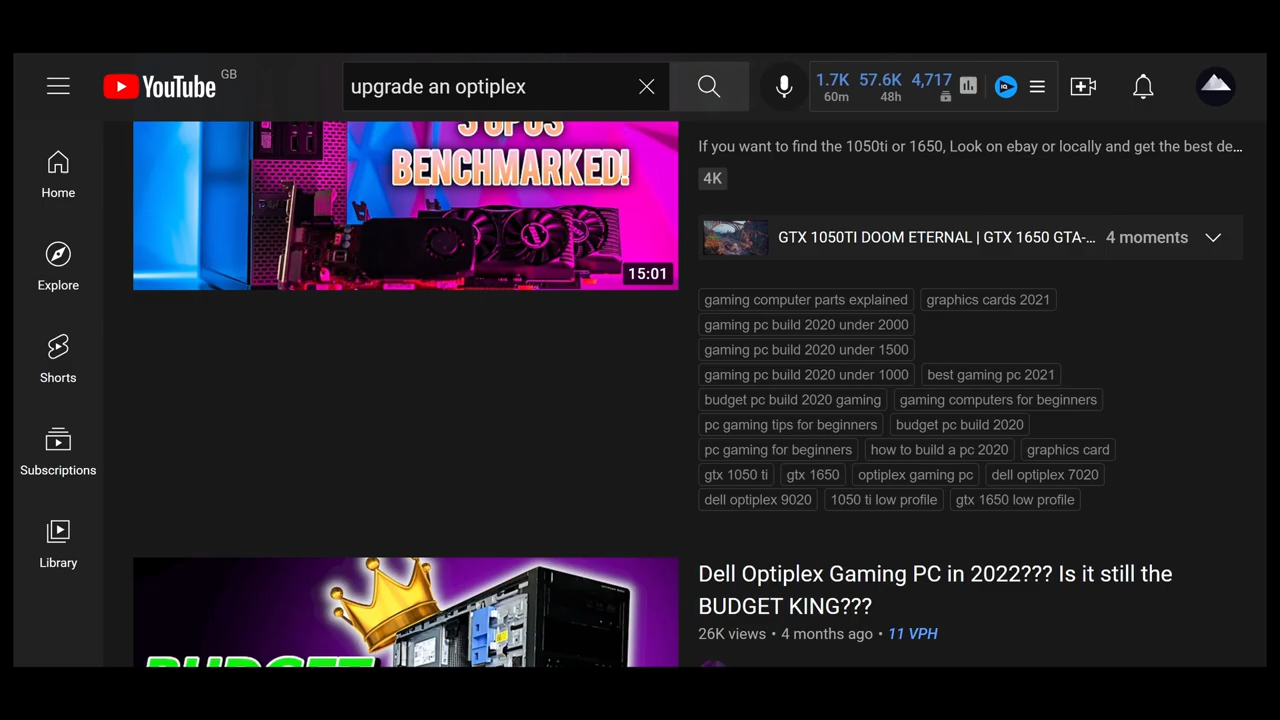 YouTube GB
upgrade an optiplex
1.7K 57.6K 4,717
60m 48h
IQ
Home
Explore
Shorts
Subscriptions
Library
3 GPUS
BENCHMARKED!
15:01
If you want to find the 1050ti or 1650, Look on ebay or locally and get the best de...
4K
GTX 1050TI DOOM ETERNAL | GTX 1650 GTA-... 4 moments
gaming computer parts explained graphics cards 2021
gaming pc build 2020 under 2000
gaming pc build 2020 under 1500
gaming pc build 2020 under 1000 best gaming pc 2021
budget pc build 2020 gaming gaming computers for beginners
pc gaming tips for beginners budget pc build 2020
pc gaming for beginners how to build a pc 2020 graphics card
gtx 1050 ti gtx 1650 optiplex gaming pc dell optiplex 7020
dell optiplex 9020 1050 ti low profile gtx 1650 low profile
BUDGET
Dell Optiplex Gaming PC in 2022??? Is it still the
BUDGET KING???
26K views • 4 months ago • 11 VPH